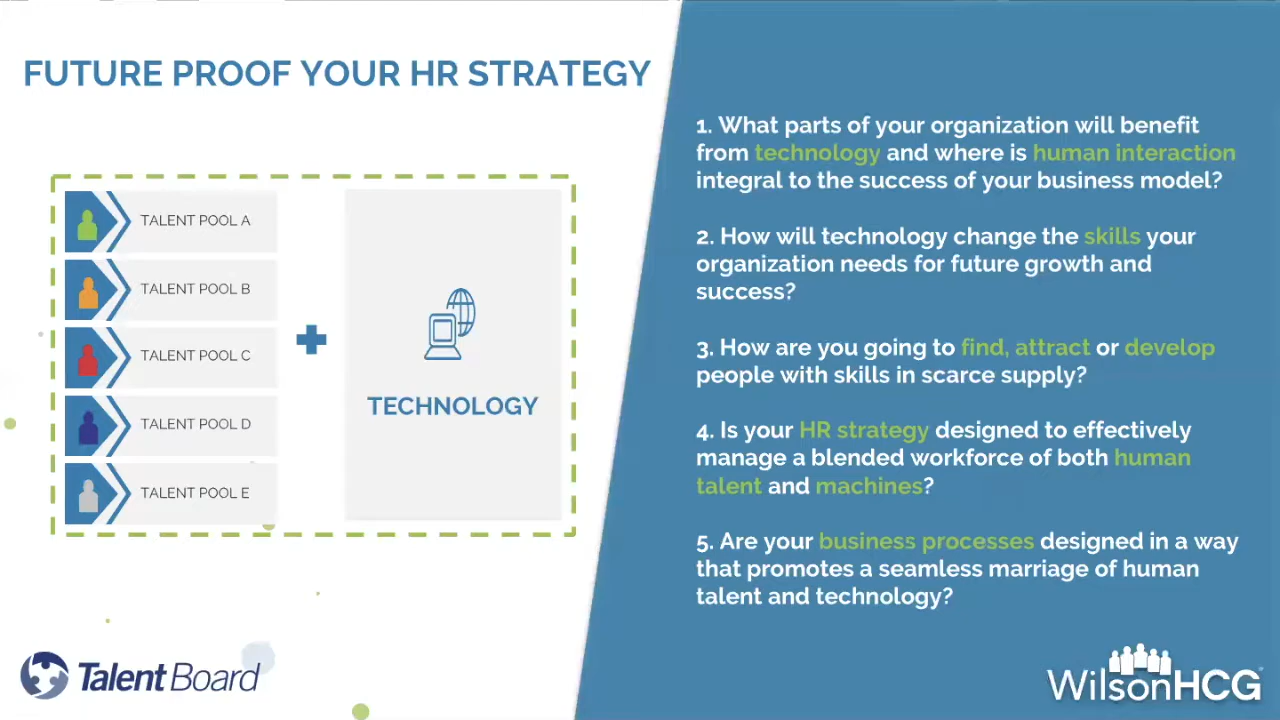 FUTURE PROOF YOUR HR STRATEGY
TALENT POOL A
TALENT POOL B
TALENT POOL C
TALENT POOL D
TALENT POOL E
TECHNOLOGY
1. What parts of your organization will benefit
from technology and where is human interaction
integral to the success of your business model?
2. How will technology change the skills your
organization needs for future growth and
success?
3. How are you going to find, attract or develop
people with skills in scarce supply?
4. Is your HR strategy designed to effectively
manage a blended workforce of both human
talent and machines?
5. Are your business processes designed in a way
that promotes a seamless marriage of human
talent and technology?
Talent Board
WilsonHCG